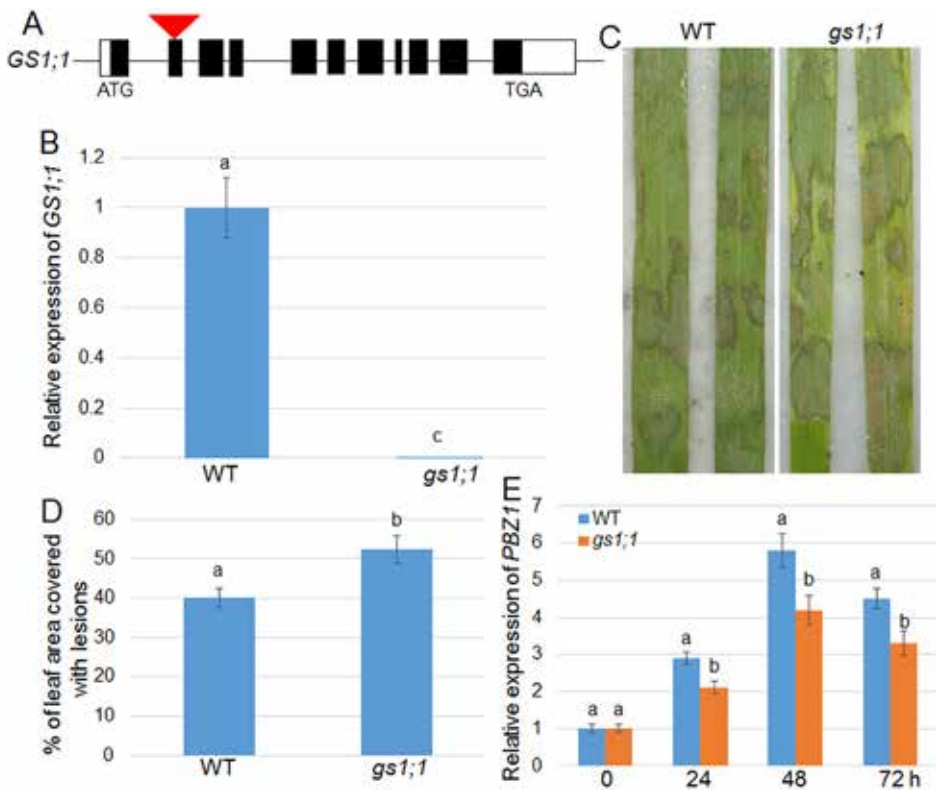 A
GS1;1
ATG
TGA
B
Relative expression of GS1;1
1.2
1
0.8
0.6
0.4
0.2
0
a
c
WT
gs1;1
C
WT
gs1;1
D
% of leaf area covered
with lesions
60
50
40
30
20
10
0
a
b
WT
gs1;1
E
Relative expression of PBZ1
7
6
5
4
3
2
1
0
WT
gs1;1
a a
a b
a b
a b
0 24 48 72 h